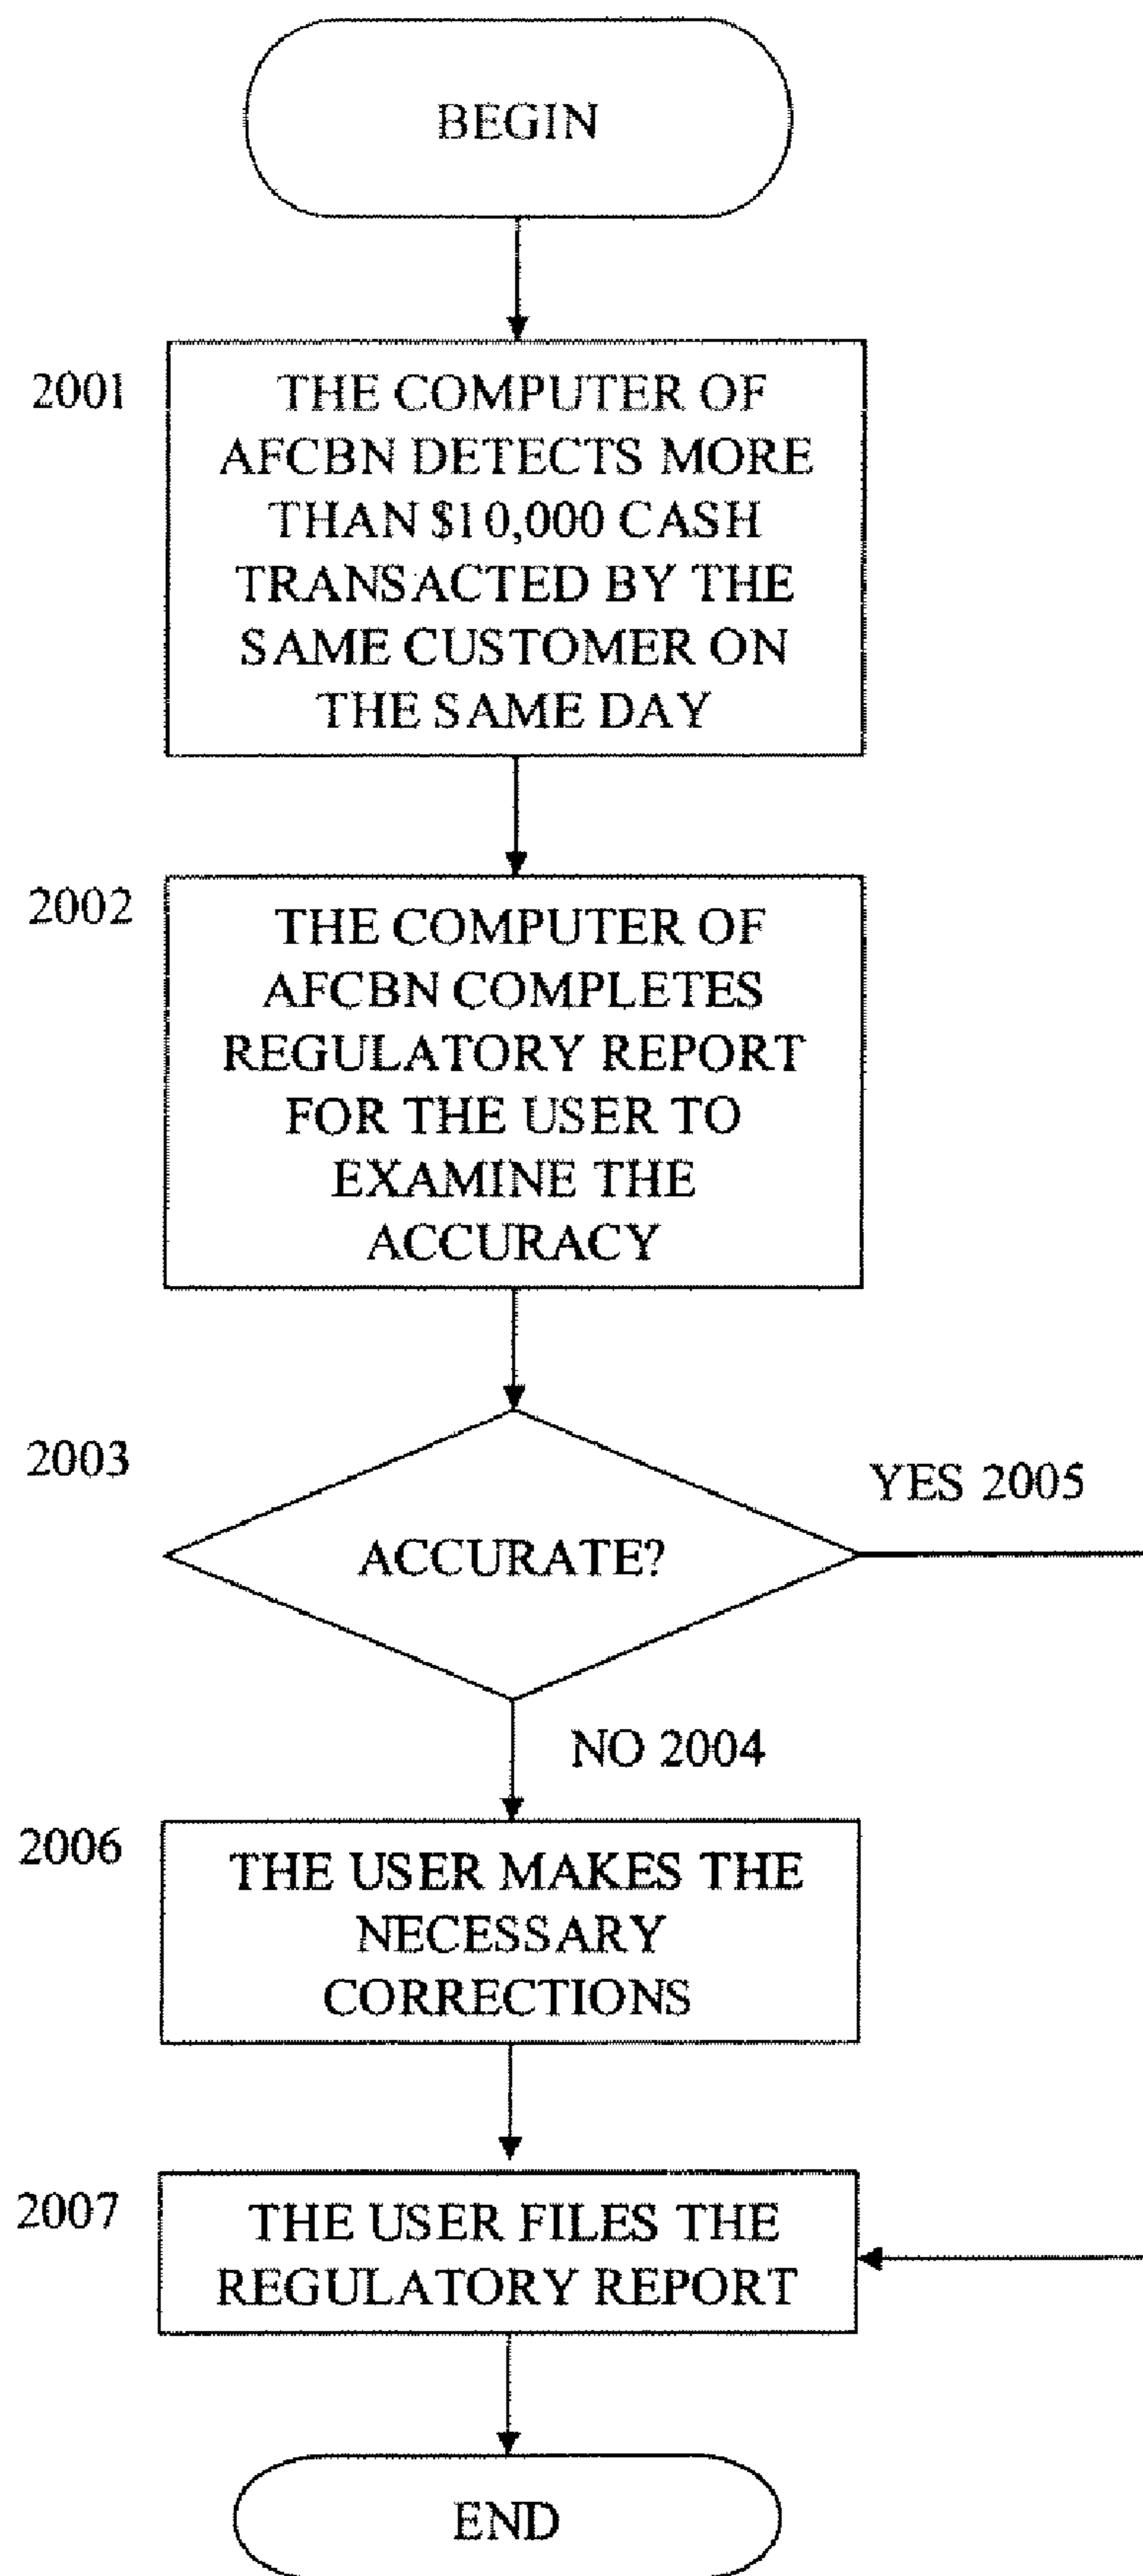 BEGIN
2001
THE COMPUTER OF
AFCBN DETECTS MORE
THAN $10,000 CASH
TRANSACTED BY THE
SAME CUSTOMER ON
THE SAME DAY
2002
THE COMPUTER OF
AFCBN COMPLETES
REGULATORY REPORT
FOR THE USER TO
EXAMINE THE
ACCURACY
2003
ACCURATE?
YES 2005
NO 2004
2006
THE USER MAKES THE
NECESSARY
CORRECTIONS
2007
THE USER FILES THE
REGULATORY REPORT
END